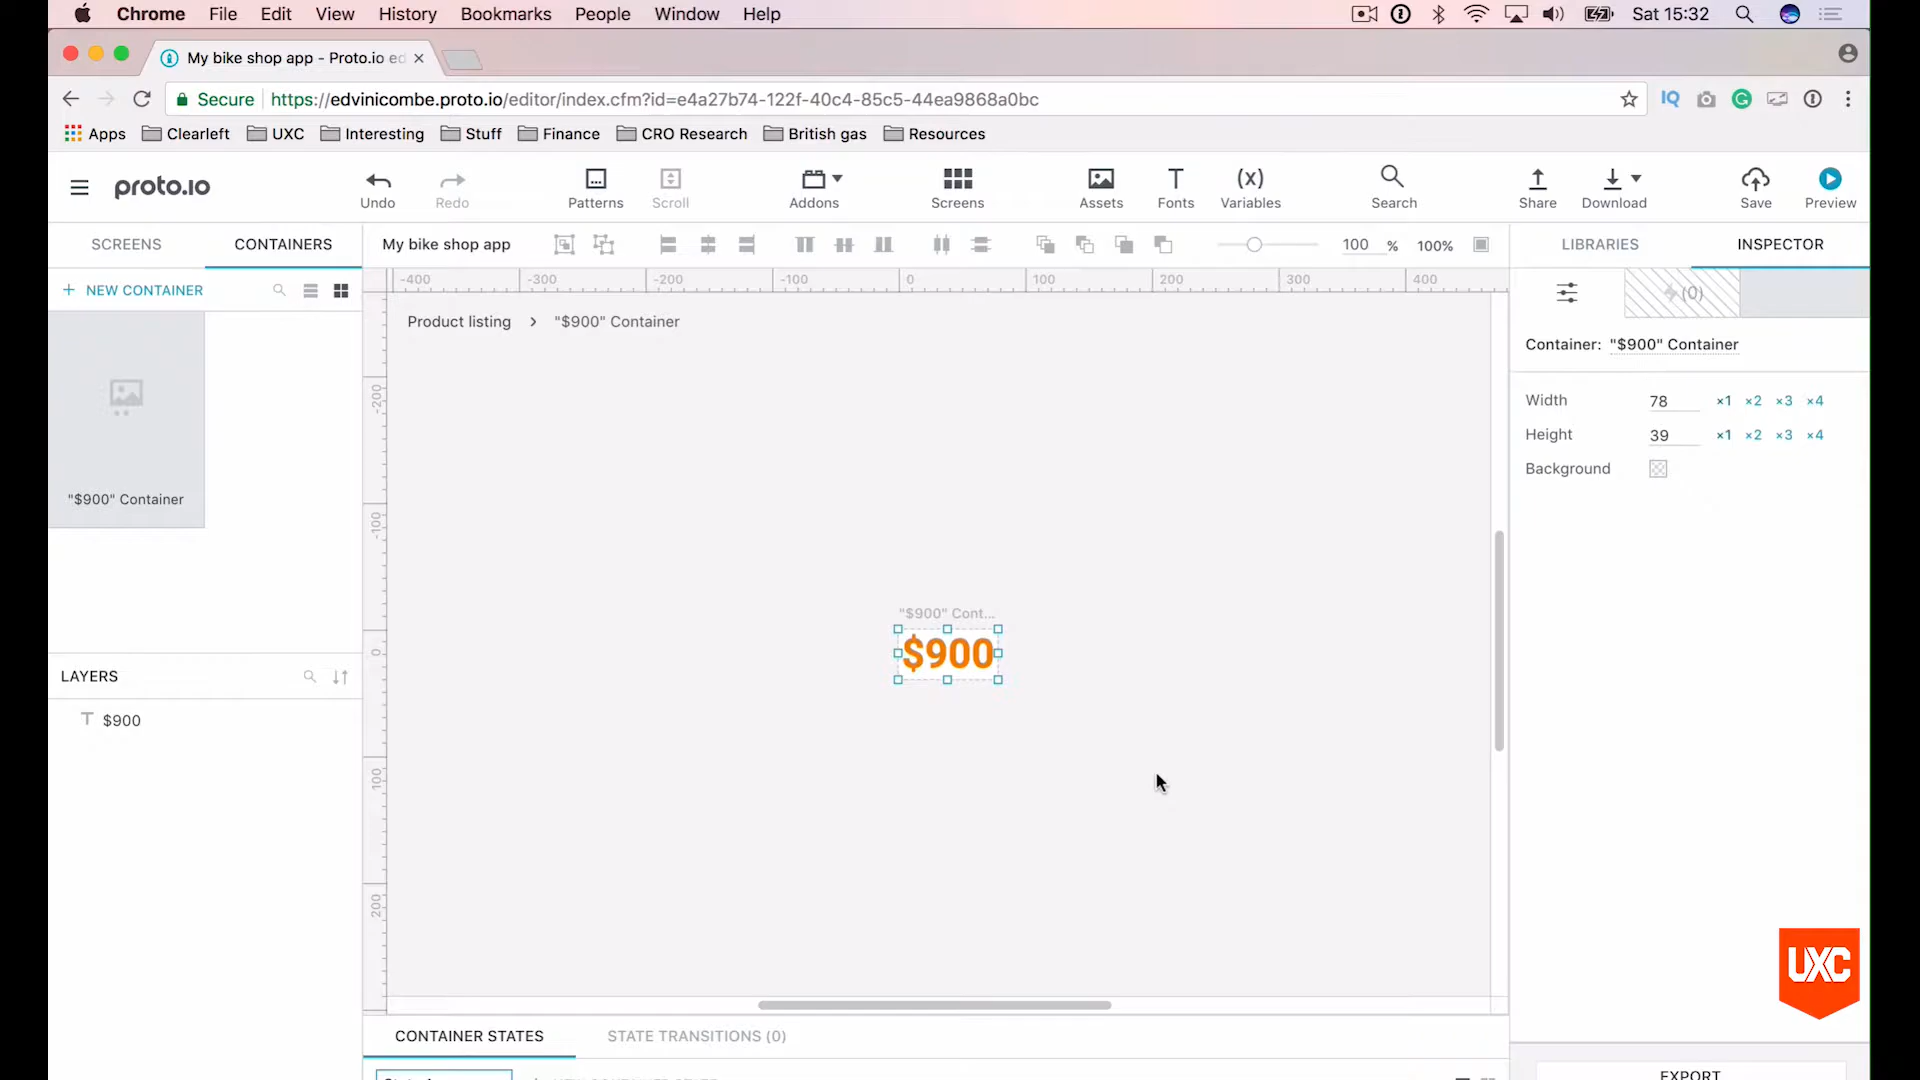 Chrome File Edit View History Bookmarks People Window Help Sat 15:32
My bike shop app - Proto.io ed
Secure https://edvinicombe.proto.io/editor/index.cfm?id=e4a27b74-122f-40c4-85c5-44ea9868a0bc
Apps Clearleft UXC Interesting Stuff Finance CRO Research British gas Resources
proto.io Undo Redo Patterns Scroll Addons Screens Assets Fonts Variables Search Share Download Save Preview
SCREENS CONTAINERS My bike shop app 100 % 100% LIBRARIES INSPECTOR
+ NEW CONTAINER
-400 -300 -200 -100 0 100 200 300 400
(0)
Product listing > "$900" Container
Container: "$900" Container
Width 78 ×1 ×2 ×3 ×4
Height 39 ×1 ×2 ×3 ×4
Background
"$900" Container
-200
-100
0
100
200
"$900" Cont...
$900
LAYERS
T $900
UXC
CONTAINER STATES STATE TRANSITIONS (0)
EXPORT